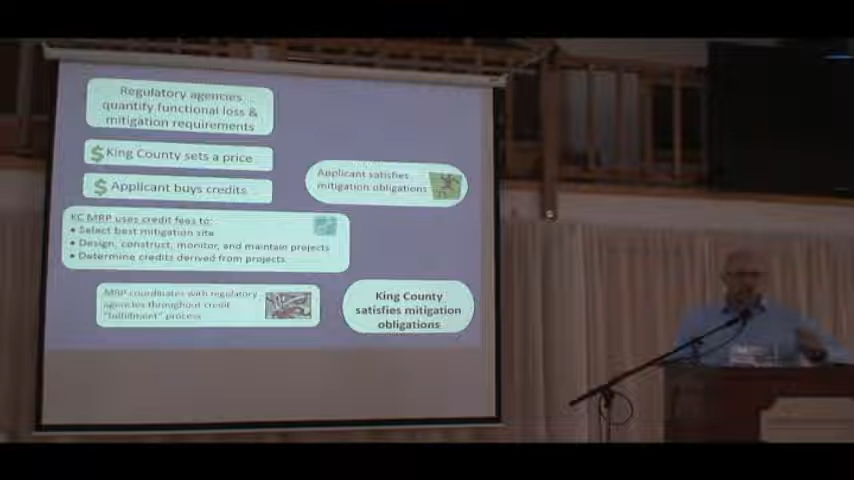 Regulatory agencies
quantify functional loss &
mitigation requirements
$ King County sets a price
$ Applicant buys credits
Applicant satisfies
mitigation obligations
KC MRP uses credit fees to:
• Select best mitigation site
• Design, construct, monitor, and maintain projects
• Determine credits derived from projects
MRP coordinates with regulatory
agencies throughout credit
"fulfillment" process
King County
satisfies mitigation
obligations